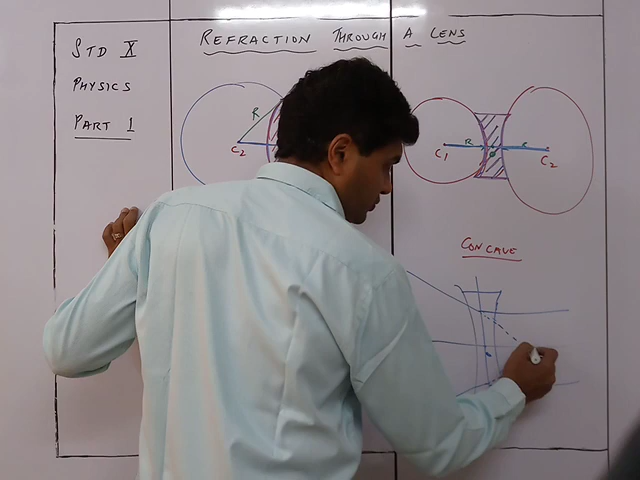 STD X
PHYSICS
PART 1
REFRACTION THROUGH A LENS
R
C2
C1 R R C2
CONCAVE